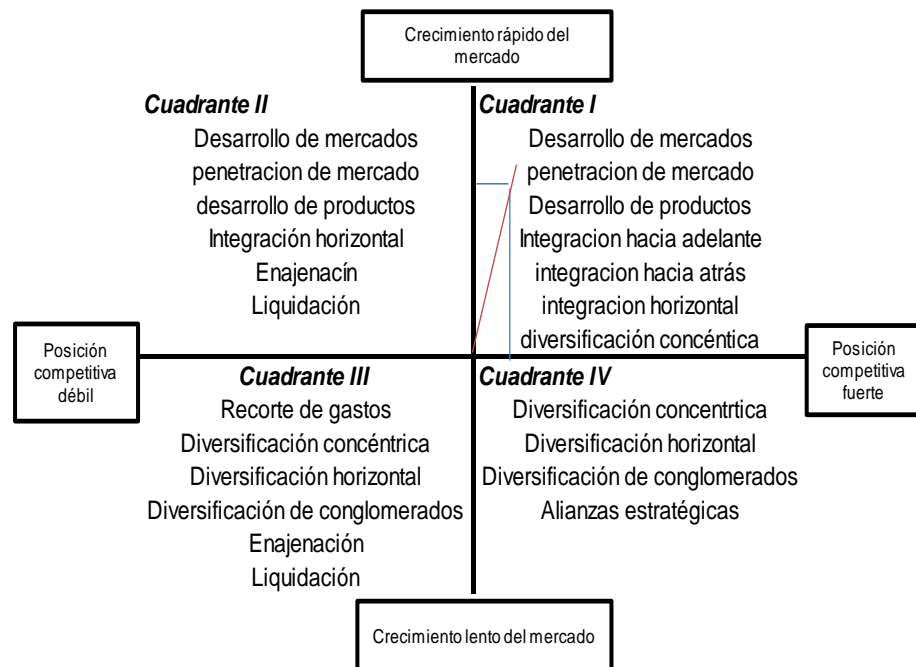 Crecimiento rápido del
mercado
Cuadrante II
Desarrollo de mercados
penetracion de mercado
desarrollo de productos
Integración horizontal
Enajenacín
Liquidación
Cuadrante I
Desarrollo de mercados
penetracion de mercado
Desarrollo de productos
Integracion hacia adelante
integracion hacia atrás
integracion horizontal
diversificación concéntica
Posición
competitiva
débil
Posición
competitiva
fuerte
Cuadrante III
Recorte de gastos
Diversificación concéntrica
Diversificación horizontal
Diversificación de conglomerados
Enajenación
Liquidación
Cuadrante IV
Diversificación concentrtica
Diversificación horizontal
Diversificación de conglomerados
Alianzas estratégicas
Crecimiento lento del mercado